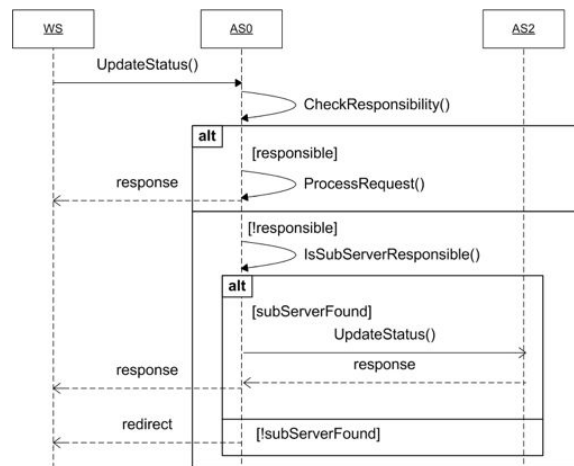 WS
AS0
AS2
UpdateStatus()
CheckResponsibility()
alt
[responsible]
response
ProcessRequest()
[!responsible]
IsSubServerResponsible()
alt
[subServerFound]
UpdateStatus()
response
response
redirect
[!subServerFound]